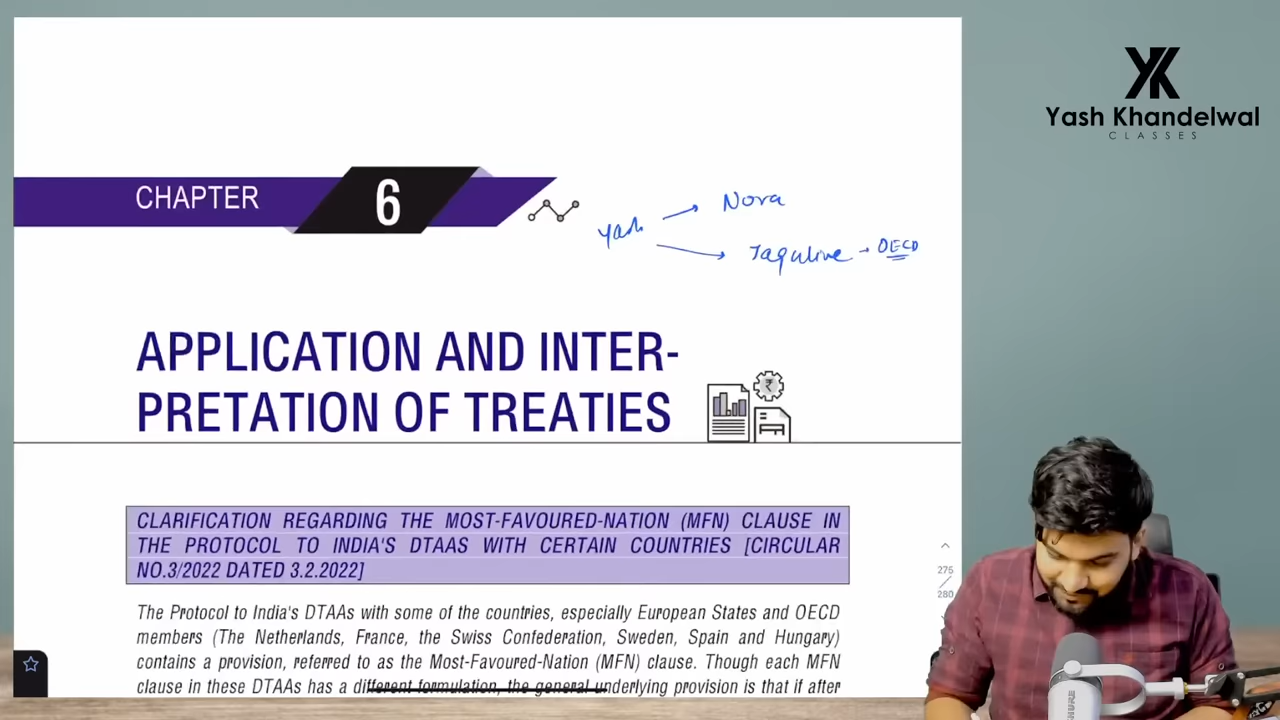 YK
Yash Khandelwal
CLASSES
CHAPTER 6
Yash → Nora
→ Jaquline → OECD
APPLICATION AND INTER-
PRETATION OF TREATIES
₹
CLARIFICATION REGARDING THE MOST-FAVOURED-NATION (MFN) CLAUSE IN
THE PROTOCOL TO INDIA'S DTAAS WITH CERTAIN COUNTRIES [CIRCULAR
NO.3/2022 DATED 3.2.2022]
The Protocol to India's DTAAs with some of the countries, especially European States and OECD
members (The Netherlands, France, the Swiss Confederation, Sweden, Spain and Hungary)
contains a provision, referred to as the Most-Favoured-Nation (MFN) clause. Though each MFN
clause in these DTAAs has a different formulation, the general underlying provision is that if after
275
280